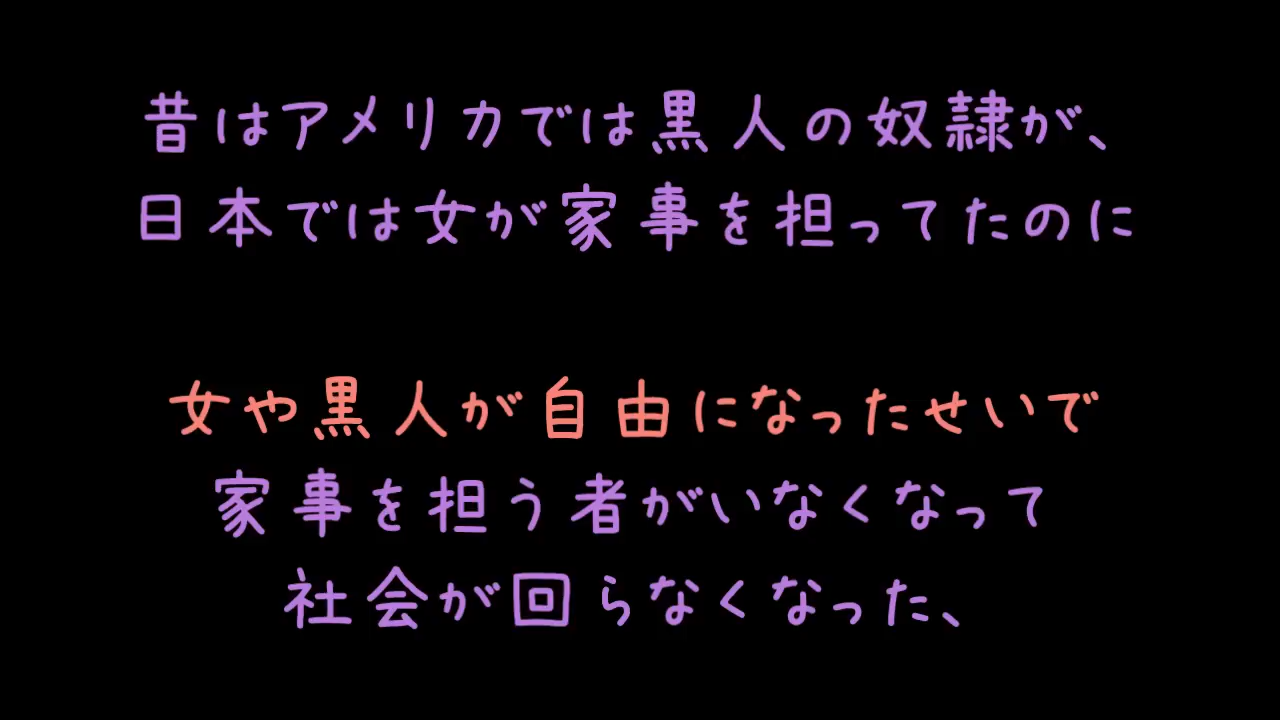 昔はアメリカでは黒人の奴隷が、
日本では女が家事を担ってたのに
女や黒人が自由になったせいで
家事を担う者がいなくなって
社会が回らなくなった、